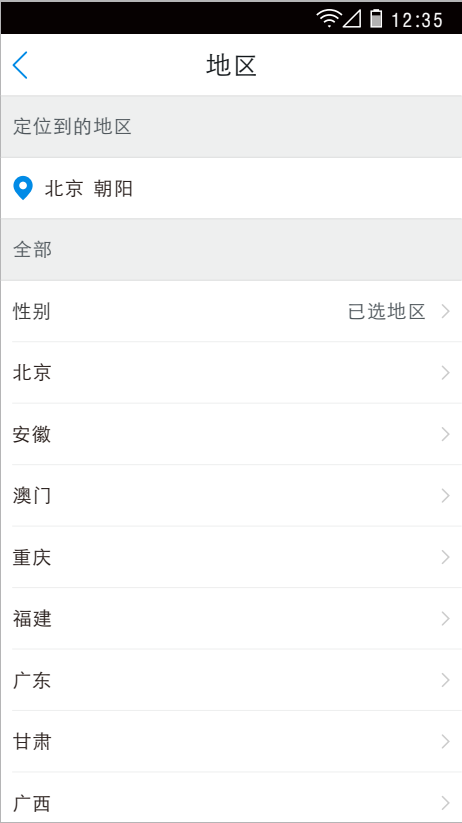 12:35
地区
定位到的地区
北京 朝阳
全部
性别 已选地区
北京
安徽
澳门
重庆
福建
广东
甘肃
广西